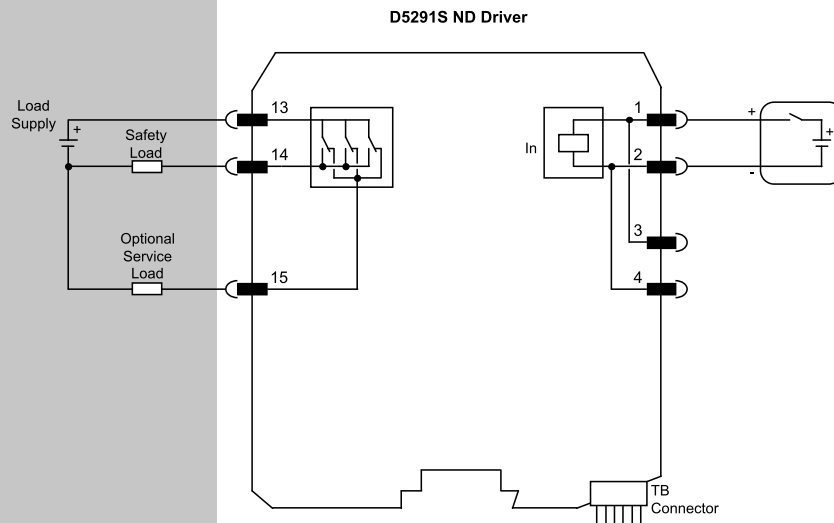 D5291S ND Driver
Load
Supply
+
Safety
Load
Optional
Service
Load
13
14
15
In
1
2
3
4
+
-
+
TB
Connector